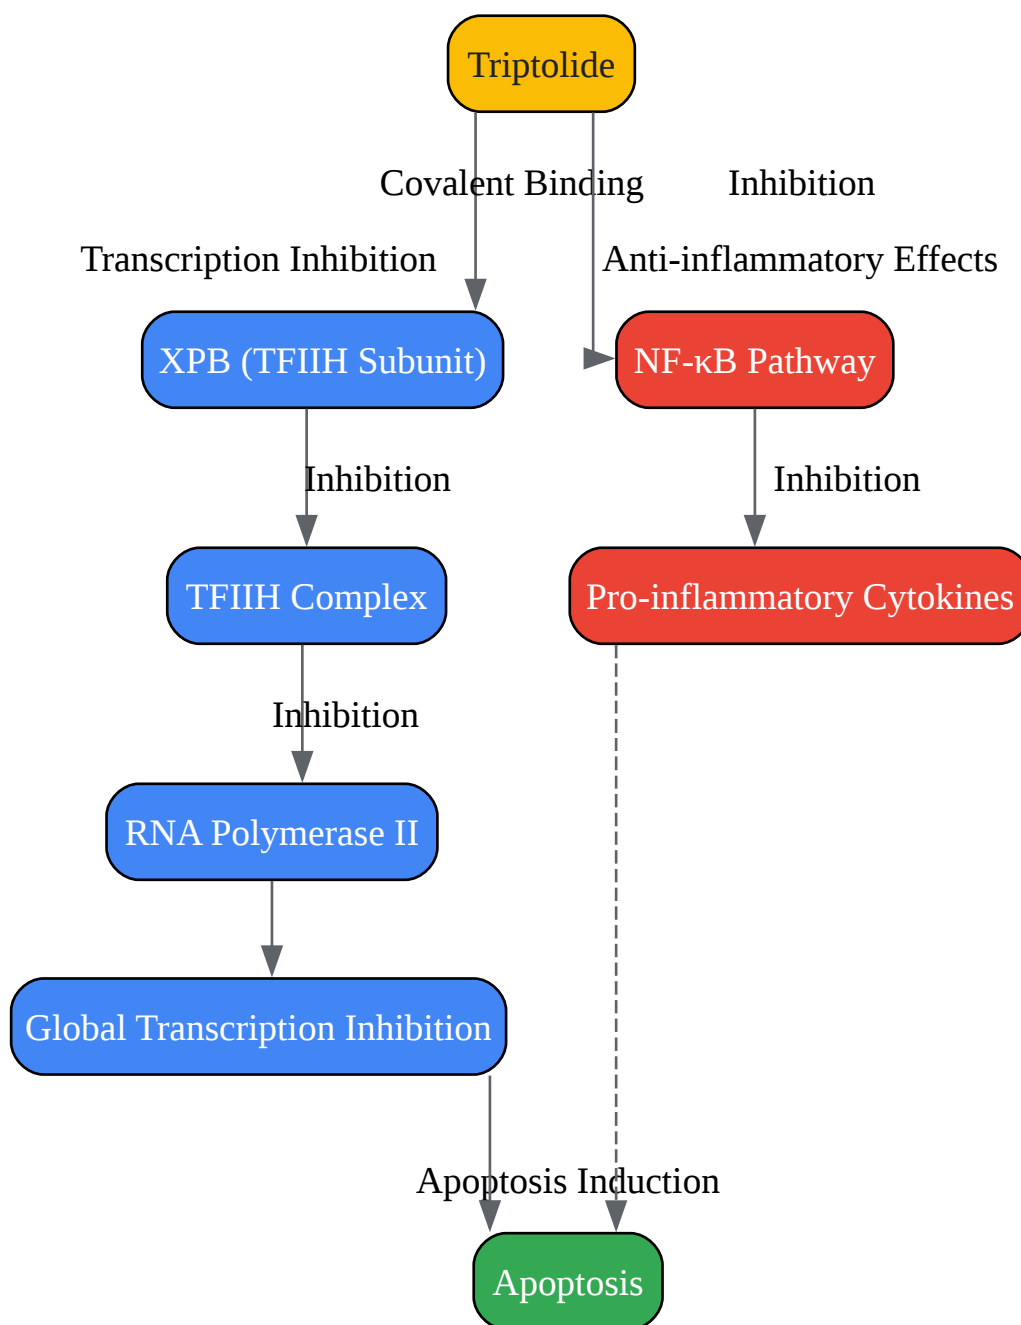 Triptolide
Covalent Binding
Inhibition
Transcription Inhibition
Anti-inflammatory Effects
XPB (TFIIH Subunit)
NF-κB Pathway
Inhibition
Inhibition
TFIIH Complex
Pro-inflammatory Cytokines
Inhibition
RNA Polymerase II
Global Transcription Inhibition
Apoptosis Induction
Apoptosis